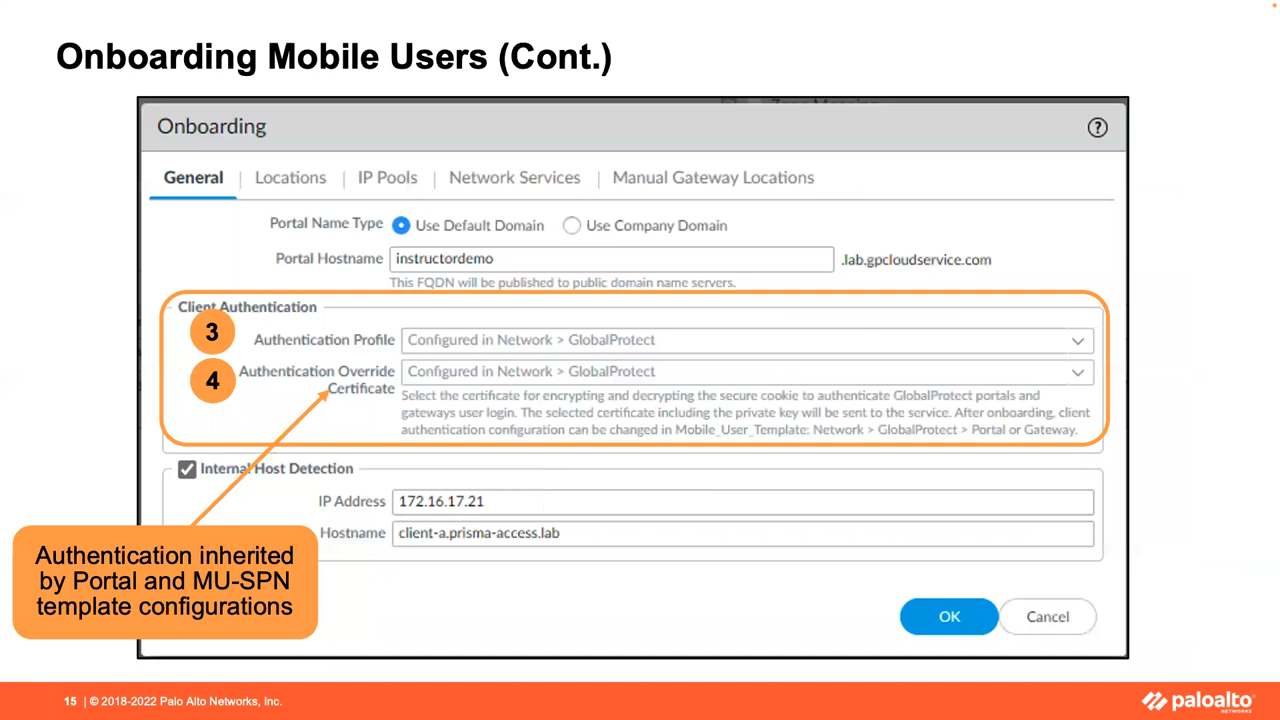 Onboarding Mobile Users (Cont.)
Onboarding
?
General | Locations | IP Pools | Network Services | Manual Gateway Locations
Portal Name Type Use Default Domain Use Company Domain
Portal Hostname instructordemo .lab.gpcloudservice.com
This FQDN will be published to public domain name servers.
Client Authentication
3 Authentication Profile Configured in Network > GlobalProtect
4 Authentication Override Certificate Configured in Network > GlobalProtect
Select the certificate for encrypting and decrypting the secure cookie to authenticate GlobalProtect portals and
gateways user login. The selected certificate including the private key will be sent to the service. After onboarding, client
authentication configuration can be changed in Mobile_User_Template: Network > GlobalProtect > Portal or Gateway.
Internal Host Detection
IP Address 172.16.17.21
Hostname client-a.prisma-access.lab
Authentication inherited
by Portal and MU-SPN
template configurations
OK Cancel
15 | © 2018-2022 Palo Alto Networks, Inc.
paloalto
NETWORKS